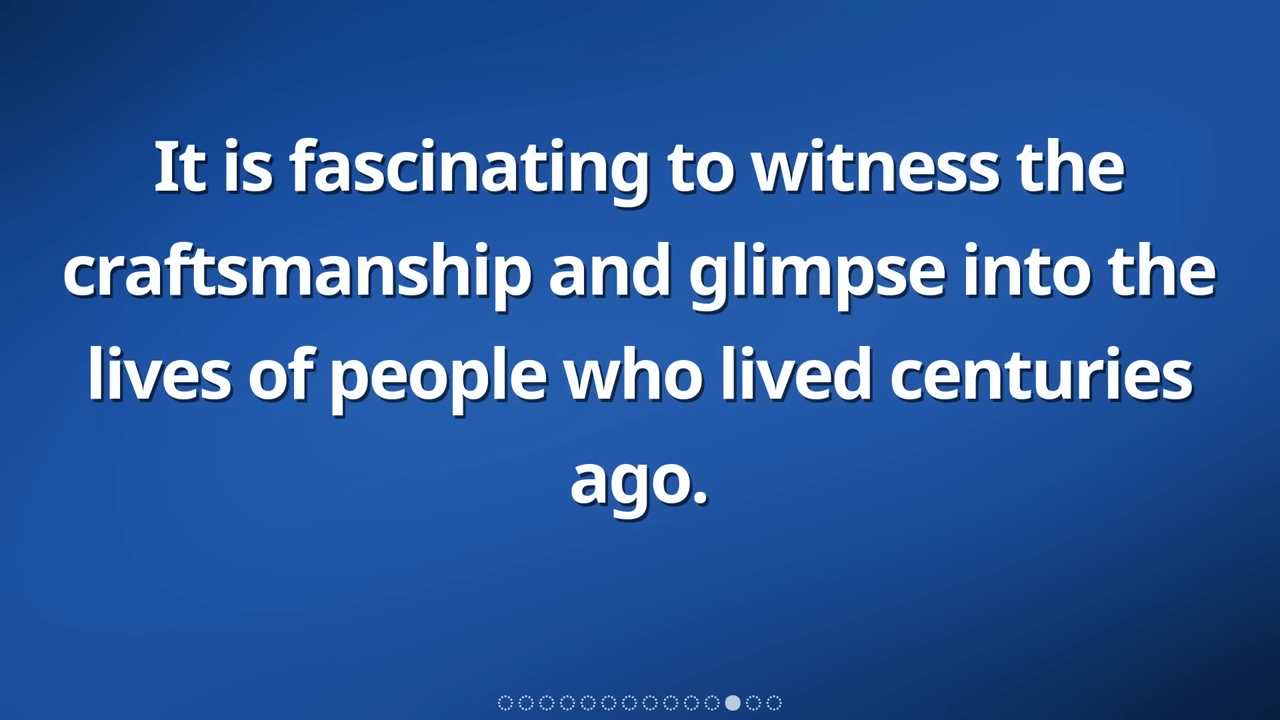 It is fascinating to witness the
craftsmanship and glimpse into the
lives of people who lived centuries
ago.